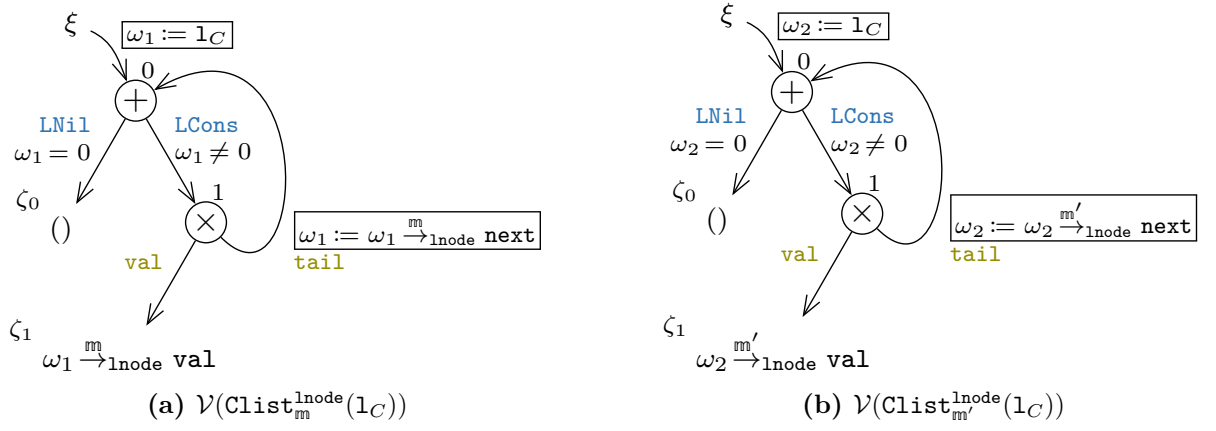 ξ
ω₁ := l_C
0
+
LNil
LCons
ω₁ = 0
ω₁ ≠ 0
ζ₀
()
1
×
ω₁ := ω₁ →^𝕞_lnode next
val
tail
ζ₁
ω₁ →^𝕞_lnode val
(a) 𝒱(Clist^lnode_𝕞(l_C))
ξ
ω₂ := l_C
0
+
LNil
LCons
ω₂ = 0
ω₂ ≠ 0
ζ₀
()
1
×
ω₂ := ω₂ →^𝕞′_lnode next
val
tail
ζ₁
ω₂ →^𝕞′_lnode val
(b) 𝒱(Clist^lnode_𝕞′(l_C))